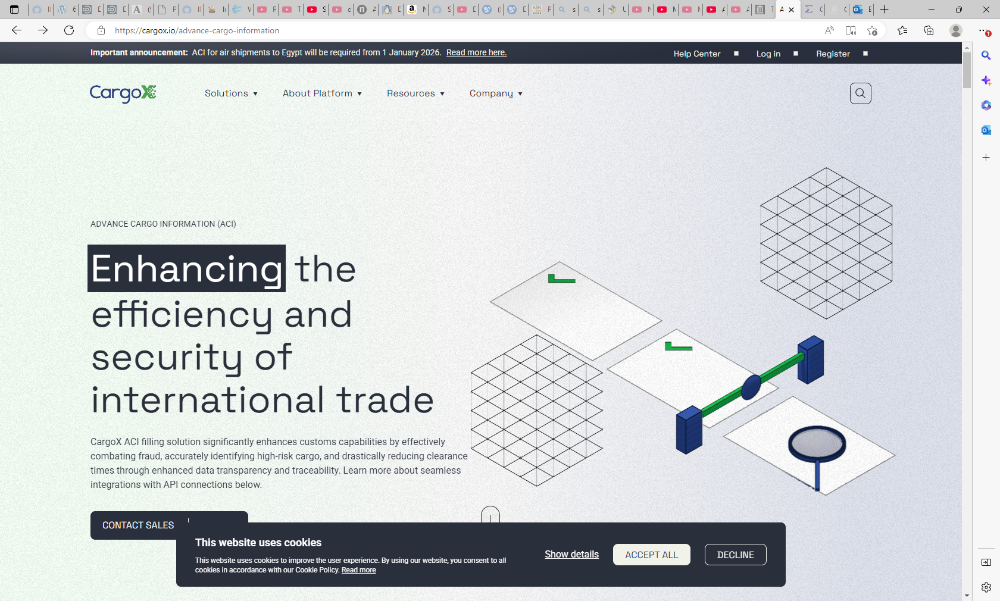 https://cargox.io/advance-cargo-information
Important announcement: ACI for air shipments to Egypt will be required from 1 January 2026. Read more here.
Help Center
Log in
Register
CargoX
Solutions
About Platform
Resources
Company
ADVANCE CARGO INFORMATION (ACI)
Enhancing the
efficiency and
security of
international trade
CargoX ACI filling solution significantly enhances customs capabilities by effectively
combating fraud, accurately identifying high-risk cargo, and drastically reducing clearance
times through enhanced data transparency and traceability. Learn more about seamless
integrations with API connections below.
CONTACT SALES
This website uses cookies
This website uses cookies to improve the user experience. By using our website, you consent to all
cookies in accordance with our Cookie Policy. Read more
Show details
ACCEPT ALL
DECLINE